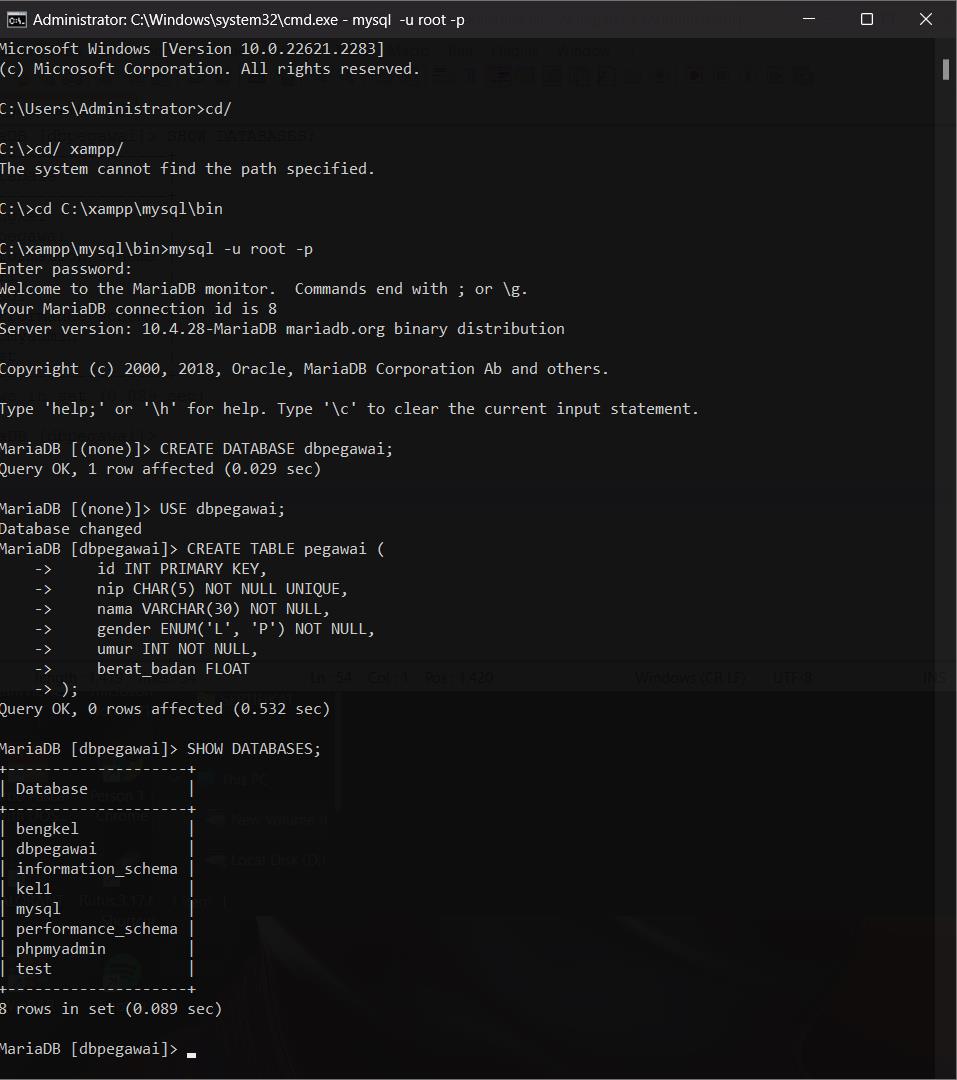 Administrator: C:\Windows\system32\cmd.exe - mysql  -u root -p
Microsoft Windows [Version 10.0.22621.2283]
(c) Microsoft Corporation. All rights reserved.
C:\Users\Administrator>cd/
C:\>cd/ xampp/
The system cannot find the path specified.
C:\>cd C:\xampp\mysql\bin
C:\xampp\mysql\bin>mysql -u root -p
Enter password:
Welcome to the MariaDB monitor.  Commands end with ; or \g.
Your MariaDB connection id is 8
Server version: 10.4.28-MariaDB mariadb.org binary distribution
Copyright (c) 2000, 2018, Oracle, MariaDB Corporation Ab and others.
Type 'help;' or '\h' for help. Type '\c' to clear the current input statement.
MariaDB [(none)]> CREATE DATABASE dbpegawai;
Query OK, 1 row affected (0.029 sec)
MariaDB [(none)]> USE dbpegawai;
Database changed
MariaDB [dbpegawai]> CREATE TABLE pegawai (
    ->     id INT PRIMARY KEY,
    ->     nip CHAR(5) NOT NULL UNIQUE,
    ->     nama VARCHAR(30) NOT NULL,
    ->     gender ENUM('L', 'P') NOT NULL,
    ->     umur INT NOT NULL,
    ->     berat_badan FLOAT
    -> );
Query OK, 0 rows affected (0.532 sec)
MariaDB [dbpegawai]> SHOW DATABASES;
+--------------------+
| Database           |
+--------------------+
| bengkel            |
| dbpegawai          |
| information_schema |
| kel1               |
| mysql              |
| performance_schema |
| phpmyadmin         |
| test               |
+--------------------+
8 rows in set (0.089 sec)
MariaDB [dbpegawai]>